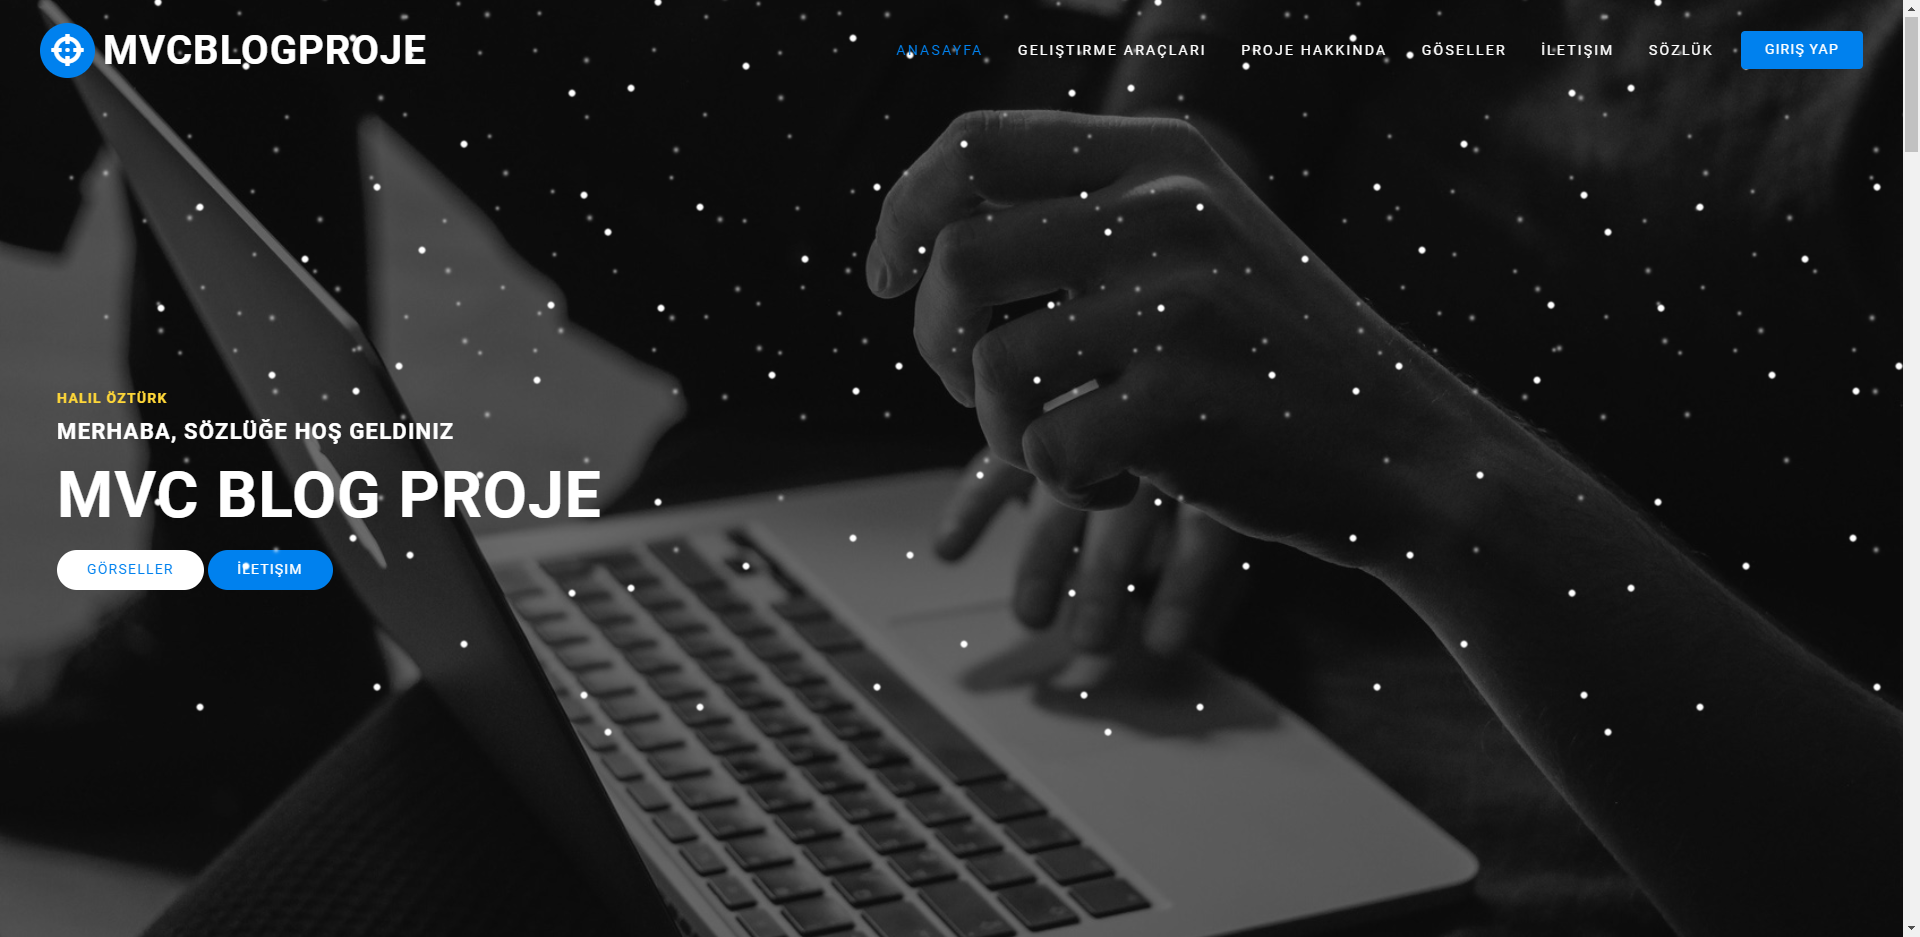 MVCBLOGPROJE
ANASAYFA GELIŞTIRME ARAÇLARI PROJE HAKKINDA GÖSELLER İLETIŞIM SÖZLÜK GIRIŞ YAP
HALIL ÖZTÜRK
MERHABA, SÖZLÜĞE HOŞ GELDINIZ
MVC BLOG PROJE
GÖRSELLER İLETIŞIM